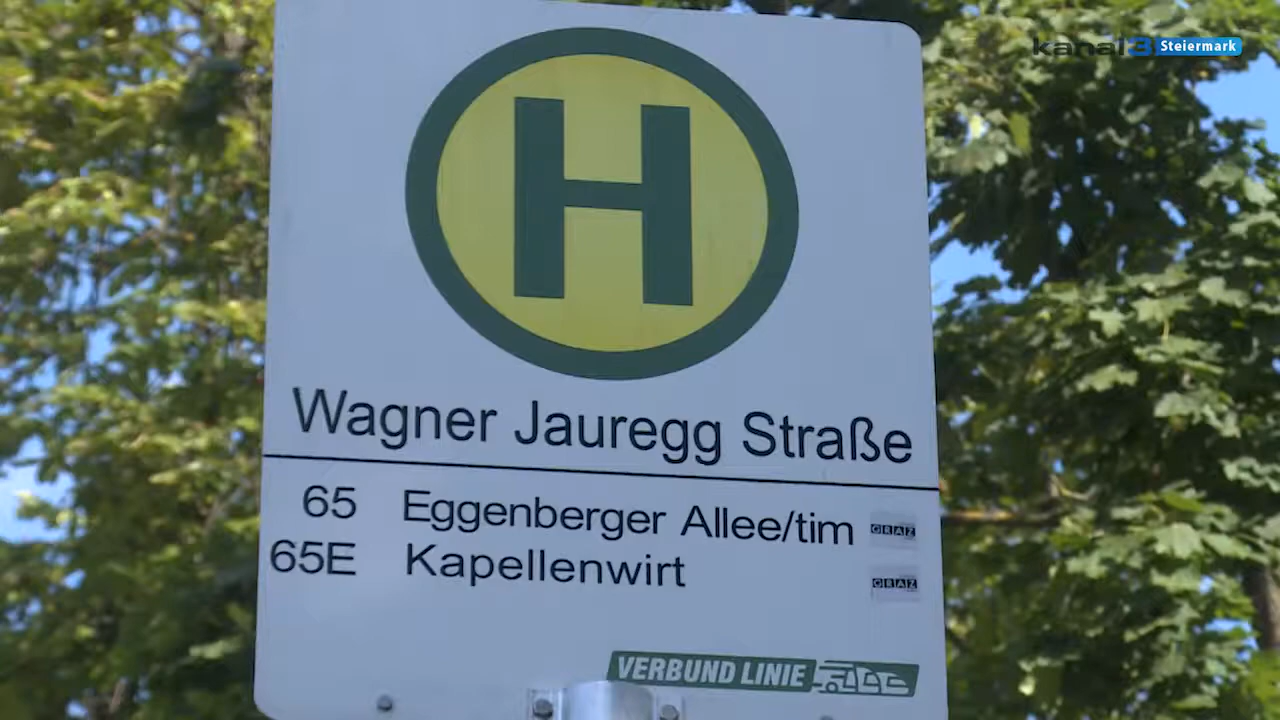 kanal3 Steiermark
H
Wagner Jauregg Straße
65 Eggenberger Allee/tim GRAZ
65E Kapellenwirt GRAZ
VERBUND LINIE